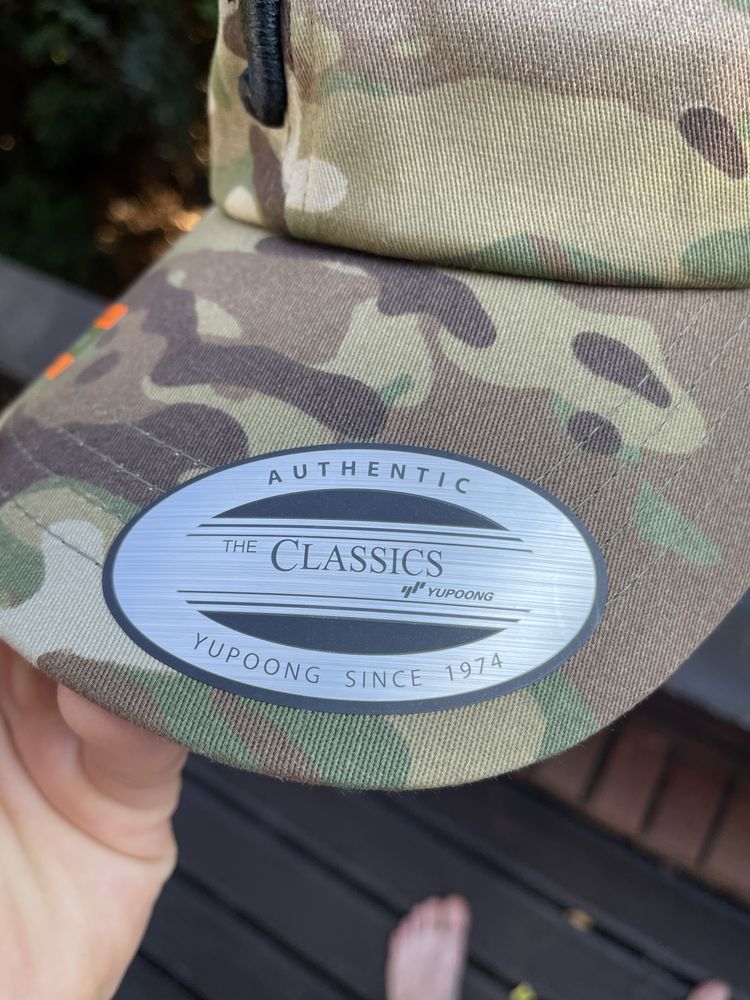 AUTHENTIC
THE CLASSICS
YUPOONG
YUPOONG SINCE 1974